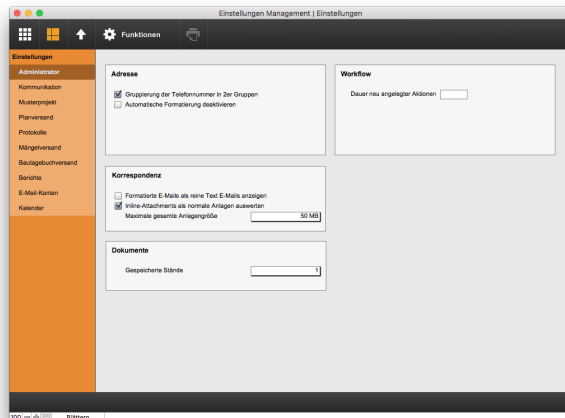 Einstellungen Management | Einstellungen
Funktionen
Einstellungen
Administrator
Kommunikation
Musterprojekt
Planversand
Protokolle
Mängelversand
Bautagebuchversand
Berichte
E-Mail-Konten
Kalender
Adresse
Gruppierung der Telefonnummer in 2er Gruppen
Automatische Formatierung deaktivieren
Workflow
Dauer neu angelegter Aktionen
Korrespondenz
Formatierte E-Mails als reine Text E-Mails anzeigen
Inline-Attachments als normale Anlagen auswerten
Maximale gesamte Anlagengröße 50 MB
Dokumente
Gespeicherte Stände 1
100 Blättern